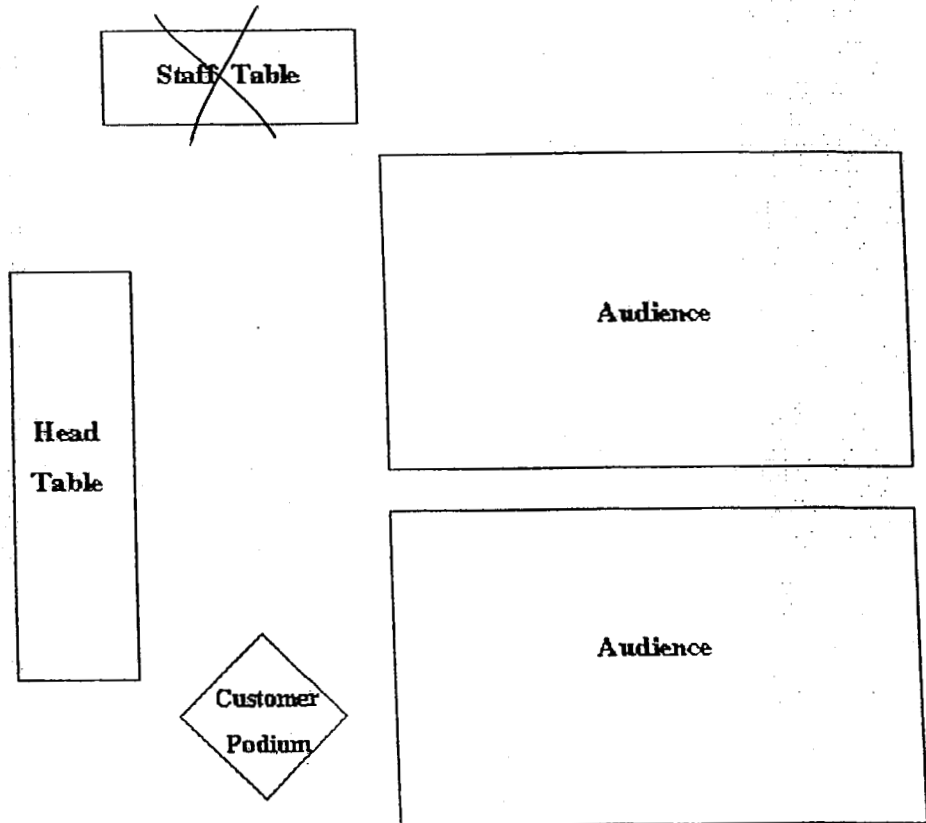 Staff Table
Audience
Head
Table
Audience
Customer
Podium